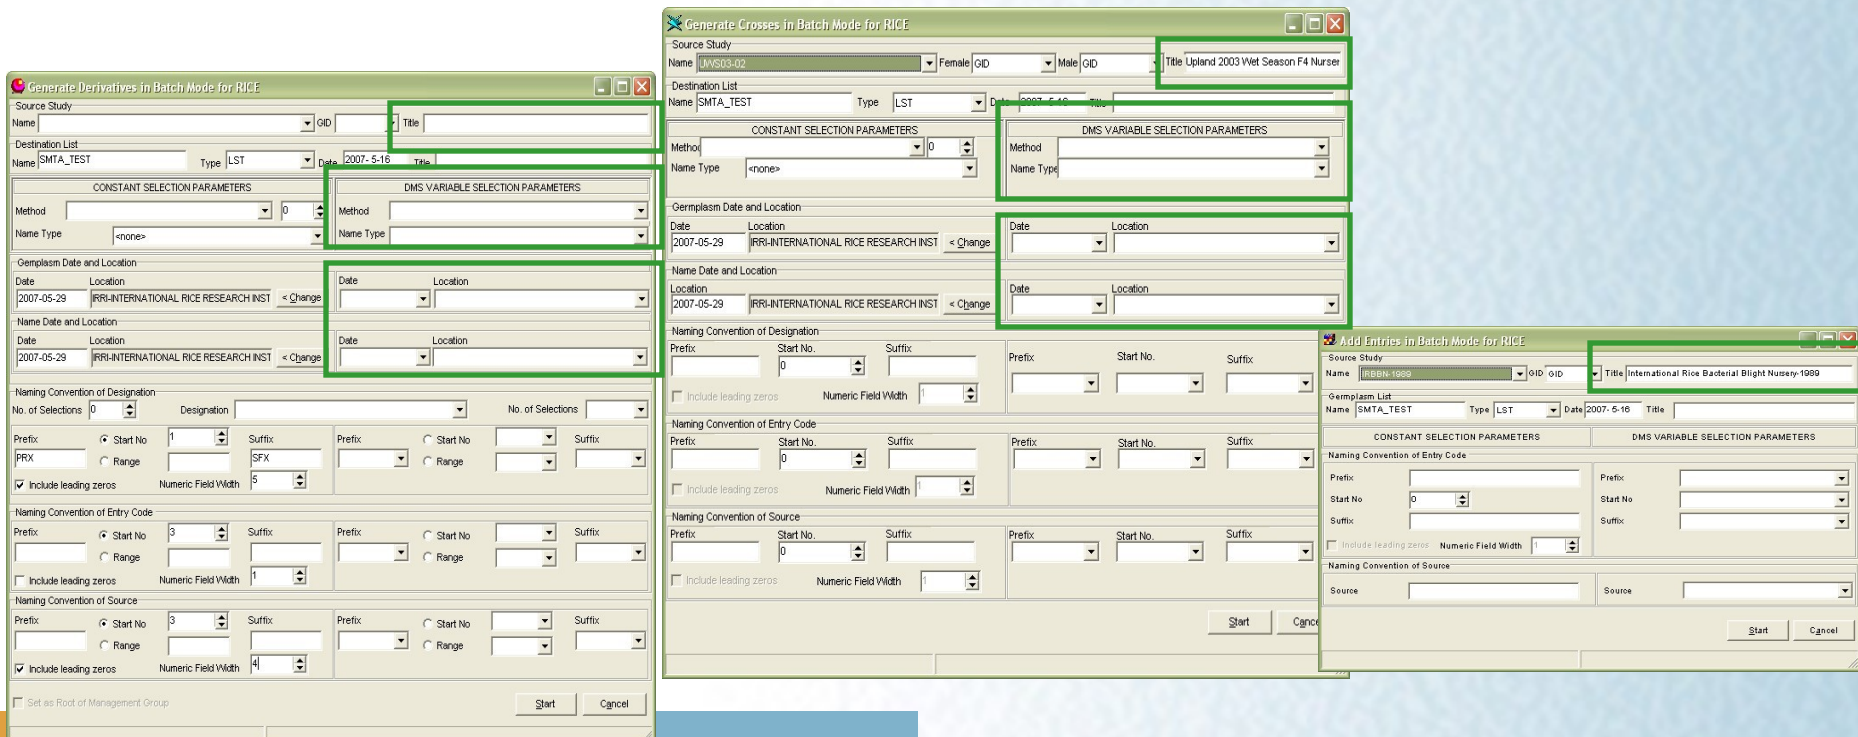 Generate Derivatives in Batch Mode for RICE
Source Study
Name GID Title
Destination List
Name SMTA_TEST Type LST Date 2007- 5-16 Title
CONSTANT SELECTION PARAMETERS DMS VARIABLE SELECTION PARAMETERS
Method 0 Method
Name Type <none> Name Type
Germplasm Date and Location
Date Location Date Location
2007-05-29 IRRI-INTERNATIONAL RICE RESEARCH INST < Change
Name Date and Location
Date Location Date Location
2007-05-29 IRRI-INTERNATIONAL RICE RESEARCH INST < Change
Naming Convention of Designation
No. of Selections 0 Designation No. of Selections
Prefix Start No 1 Suffix Prefix Start No Suffix
PRX Range SFX Range
Include leading zeros Numeric Field Width 5
Naming Convention of Entry Code
Prefix Start No 3 Suffix Prefix Start No Suffix
Range Range
Include leading zeros Numeric Field Width 1
Naming Convention of Source
Prefix Start No 3 Suffix Prefix Start No Suffix
Range Range
Include leading zeros Numeric Field Width 4
Set as Root of Management Group Start Cancel
Generate Crosses in Batch Mode for RICE
Source Study
Name UWS03-02 Female GID Male GID Title Upland 2003 Wet Season F4 Nurser
Destination List
Name SMTA_TEST Type LST Date 2007- 5-16 Title
CONSTANT SELECTION PARAMETERS DMS VARIABLE SELECTION PARAMETERS
Method 0 Method
Name Type <none> Name Type
Germplasm Date and Location
Date Location Date Location
2007-05-29 IRRI-INTERNATIONAL RICE RESEARCH INST < Change
Name Date and Location
Location Date Location
2007-05-29 IRRI-INTERNATIONAL RICE RESEARCH INST < Change
Naming Convention of Designation
Prefix Start No. Suffix Prefix Start No. Suffix
0
Include leading zeros Numeric Field Width 1
Naming Convention of Entry Code
Prefix Start No. Suffix Prefix Start No. Suffix
0
Include leading zeros Numeric Field Width 1
Naming Convention of Source
Prefix Start No. Suffix Prefix Start No. Suffix
0
Include leading zeros Numeric Field Width 1
Start Cance
Add Entries in Batch Mode for RICE
Source Study
Name IRBBN-1989 GID GID Title International Rice Bacterial Blight Nursery-1989
Germplasm List
Name SMTA_TEST Type LST Date 2007- 5-16 Title
CONSTANT SELECTION PARAMETERS DMS VARIABLE SELECTION PARAMETERS
Naming Convention of Entry Code
Prefix Prefix
Start No 0 Start No
Suffix Suffix
Include leading zeros Numeric Field Width 1
Naming Convention of Source
Source Source
Start Cancel